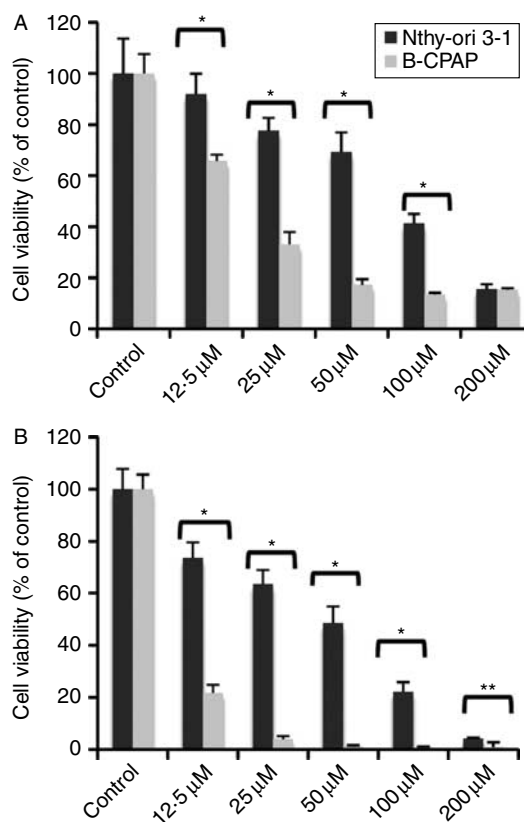 A
Nthy-ori 3-1
B-CPAP
Cell viability (% of control)
120
100
80
60
40
20
0
*
*
*
*
Control
12·5 µM
25 µM
50 µM
100 µM
200 µM
B
Cell viability (% of control)
120
100
80
60
40
20
0
*
*
*
*
**
Control
12·5 µM
25 µM
50 µM
100 µM
200 µM